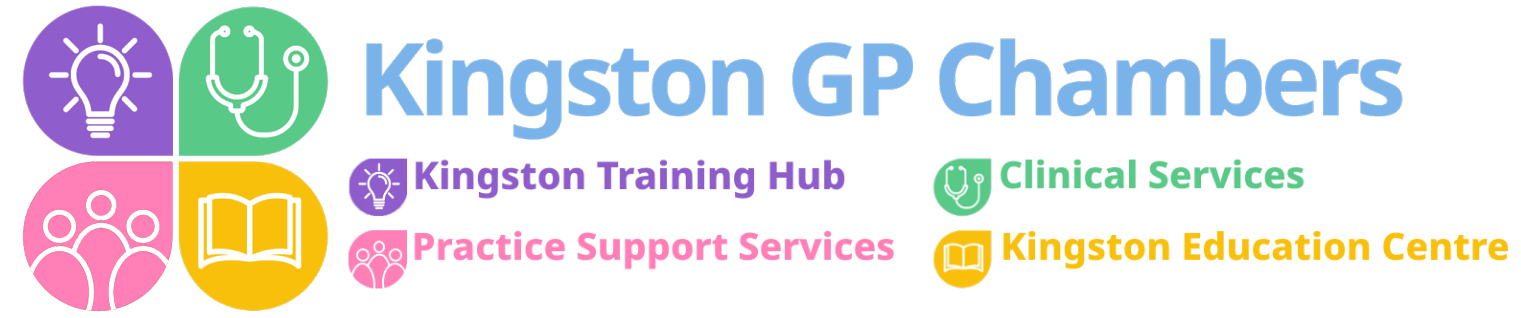 Kingston GP Chambers
Kingston Training Hub
Clinical Services
Practice Support Services
Kingston Education Centre